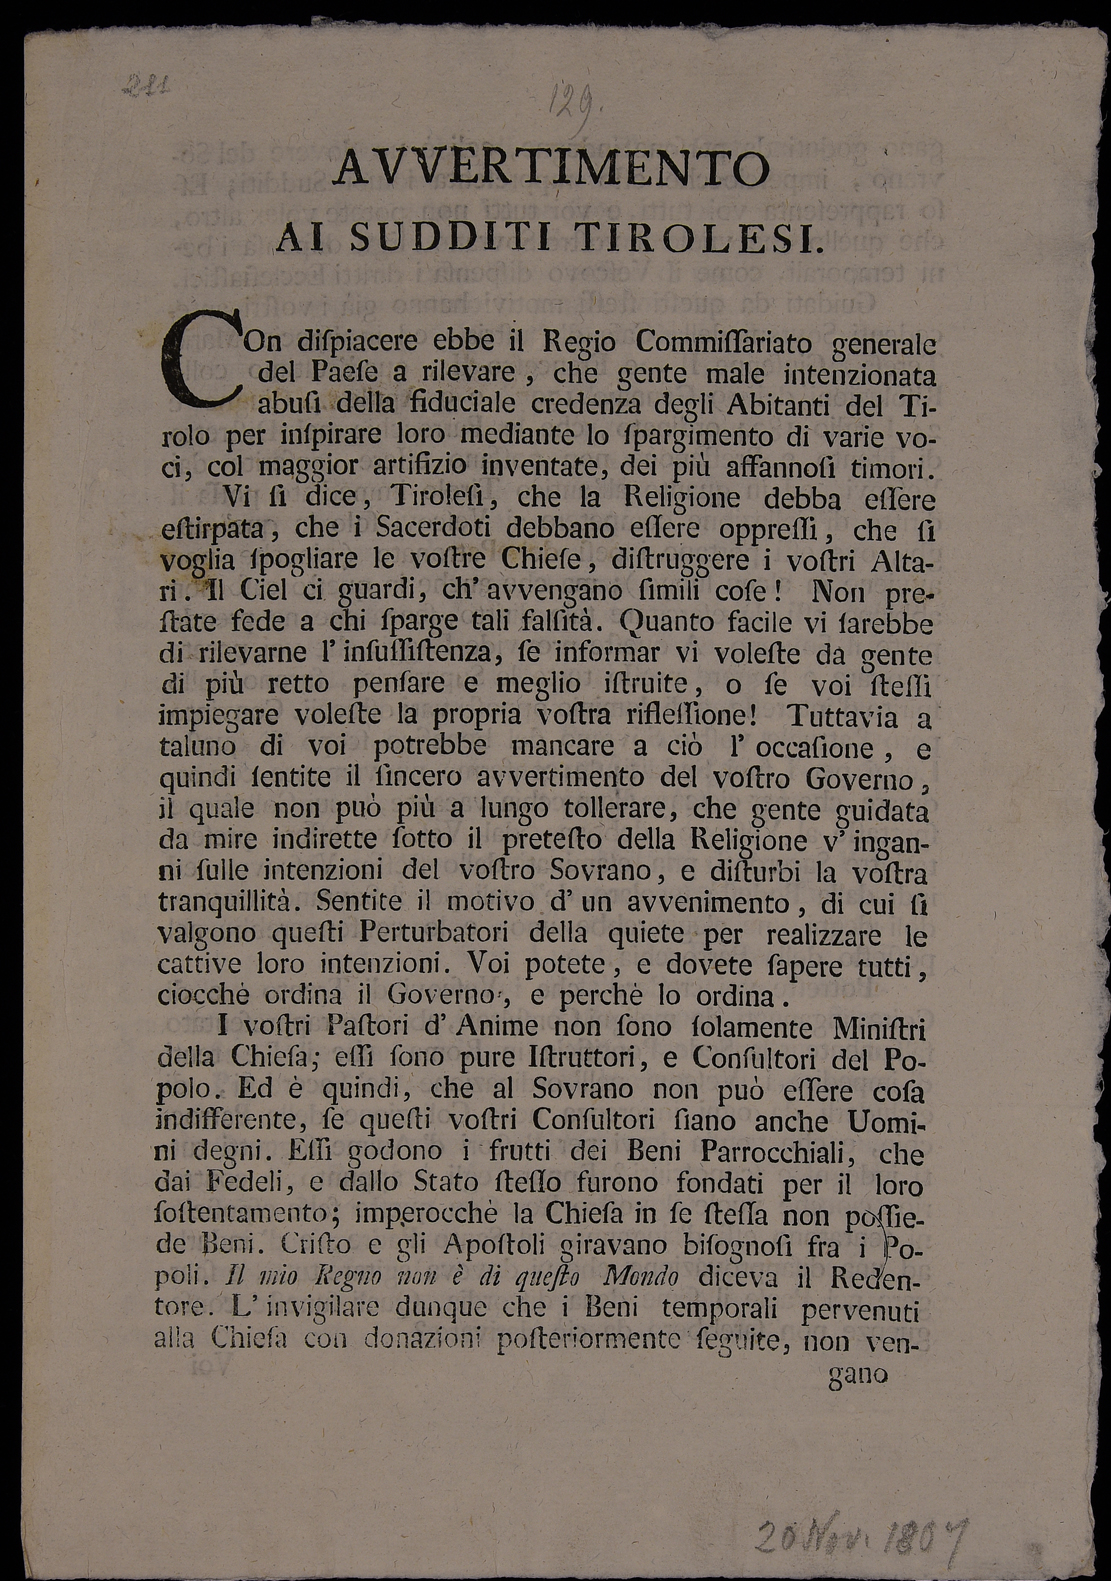 211
129.
AVVERTIMENTO
AI SUDDITI TIROLESI.
COn diſpiacere ebbe il Regio Commiſſariato generale
del Paeſe a rilevare , che gente male intenzionata
abuſi della fiduciale credenza degli Abitanti del Ti-
rolo per inſpirare loro mediante lo ſpargimento di varie vo-
ci, col maggior artifizio inventate, dei più affannoſi timori.
Vi ſi dice, Tiroleſi, che la Religione debba eſſere
eſtirpata, che i Sacerdoti debbano eſſere oppreſſi, che ſi
voglia ſpogliare le voſtre Chieſe, diſtruggere i voſtri Alta-
ri. Il Ciel ci guardi, ch' avvengano ſimili coſe! Non pre-
ſtate fede a chi ſparge tali falſità. Quanto facile vi ſarebbe
di rilevarne l' inſuſſiſtenza, ſe informar vi voleſte da gente
di più retto penſare e meglio iſtruite, o ſe voi ſteſſi
impiegare voleſte la propria voſtra rifleſſione! Tuttavia a
taluno di voi potrebbe mancare a ciò l' occaſione, e
quindi ſentite il ſincero avvertimento del voſtro Governo,
il quale non può più a lungo tollerare, che gente guidata
da mire indirette ſotto il preteſto della Religione v' ingan-
ni ſulle intenzioni del voſtro Sovrano, e diſturbi la voſtra
tranquillità. Sentite il motivo d' un avvenimento, di cui ſi
valgono queſti Perturbatori della quiete per realizzare le
cattive loro intenzioni. Voi potete, e dovete ſapere tutti,
ciocchè ordina il Governo, e perchè lo ordina.
I voſtri Paſtori d' Anime non ſono ſolamente Miniſtri
della Chieſa; eſſi ſono pure Iſtruttori, e Conſultori del Po-
polo. Ed è quindi, che al Sovrano non può eſſere coſa
indifferente, ſe queſti voſtri Conſultori ſiano anche Uomi-
ni degni. Eſſi godono i frutti dei Beni Parrocchiali, che
dai Fedeli, e dallo Stato ſteſſo furono fondati per il loro
ſoſtentamento; imperocchè la Chieſa in ſe ſteſſa non poſſie-
de Beni. Criſto e gli Apoſtoli giravano biſognoſi fra i Po-
poli. Il mio Regno non è di queſto Mondo diceva il Reden-
tore. L' invigilare dunque che i Beni temporali pervenuti
alla Chieſa con donazioni poſteriormente ſeguite, non ven-
gano
20 Nov. 1807